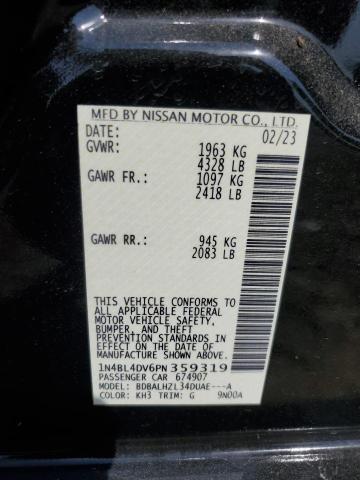 MFD BY NISSAN MOTOR CO., LTD.
DATE: 02/23
GVWR: 1963 KG
4328 LB
GAWR FR.: 1097 KG
2418 LB
GAWR RR.: 945 KG
2083 LB
THIS VEHICLE CONFORMS TO
ALL APPLICABLE FEDERAL
MOTOR VEHICLE SAFETY,
BUMPER, AND THEFT
PREVENTION STANDARDS
IN EFFECT ON THE DATE OF
MANUFACTURE SHOWN ABOVE.
1N4BL4DV6PN359319
PASSENGER CAR 674907
MODEL: BDBALHZL34DUAE---A
COLOR: KH3 TRIM: G 9N00A